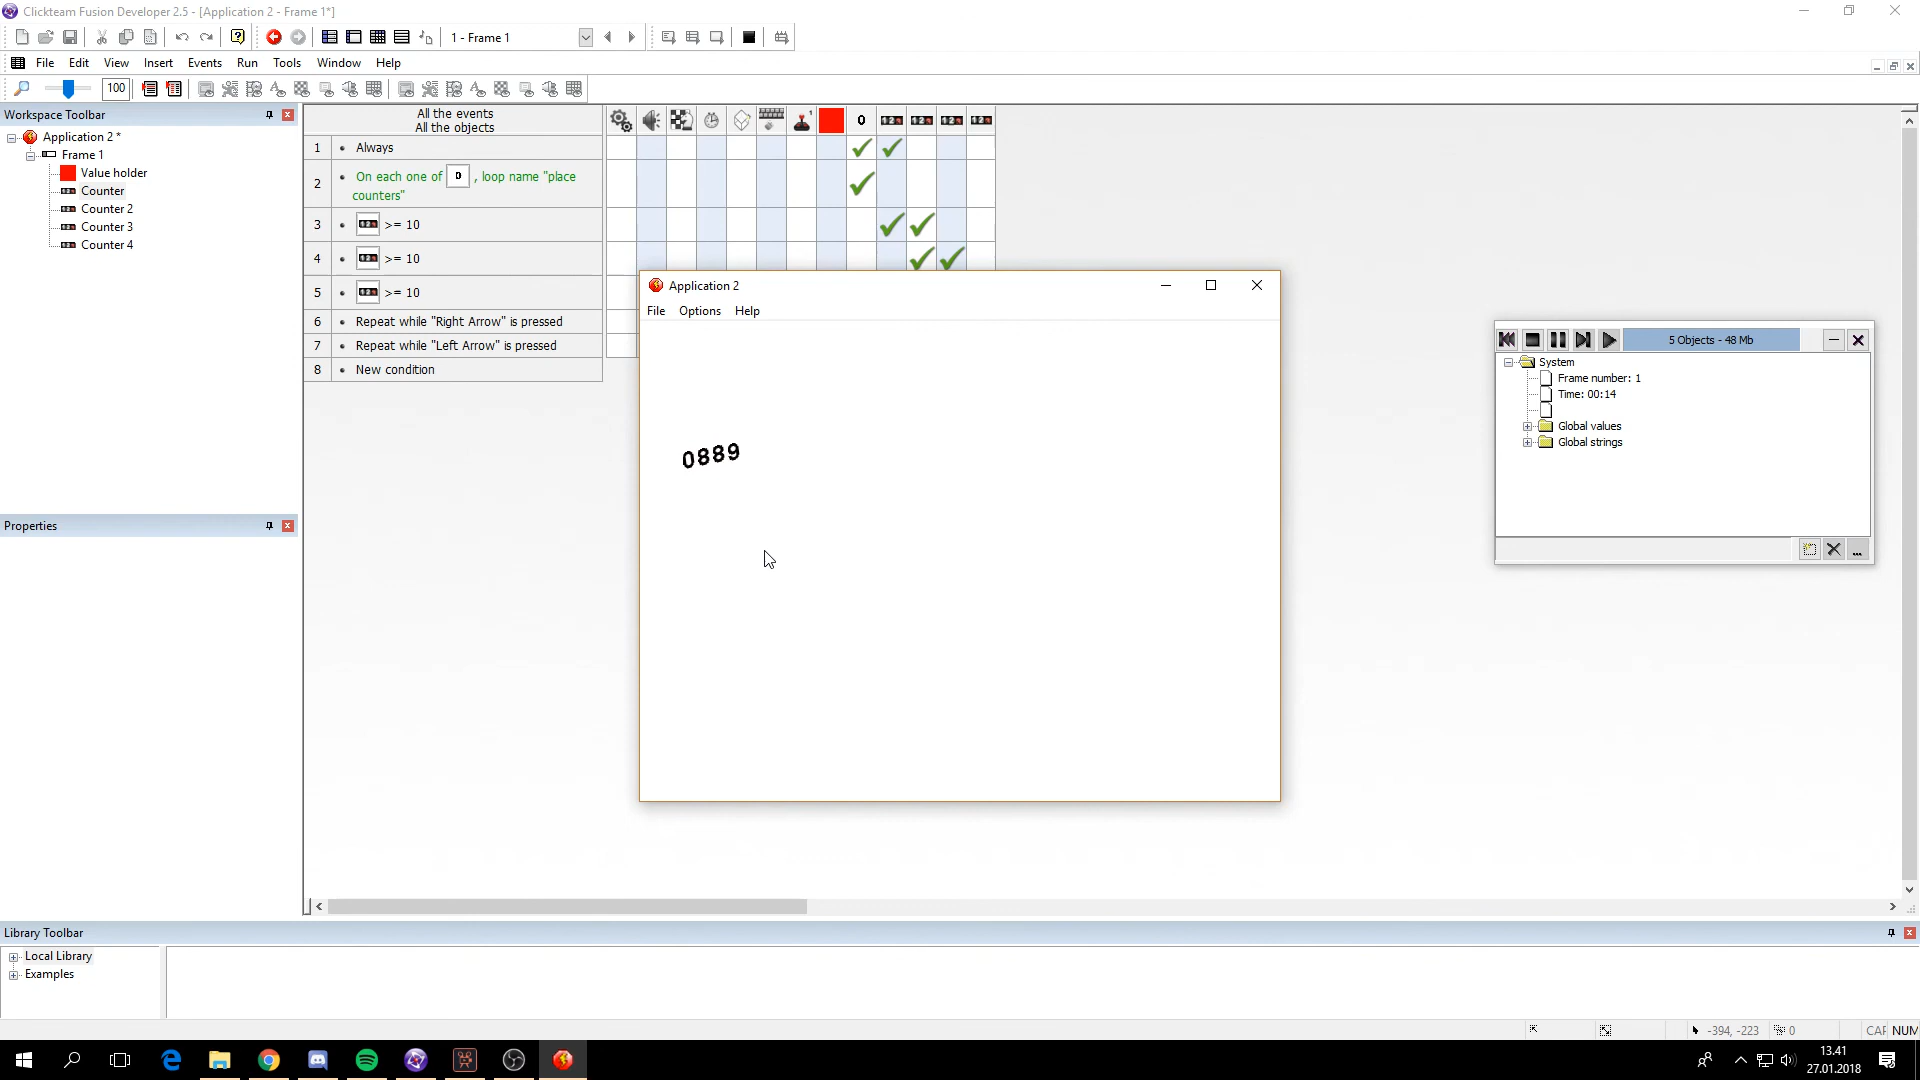 Clickteam Fusion Developer 2.5 - [Application 2 - Frame 1*]
1 - Frame 1
File Edit View Insert Events Run Tools Window Help
100
Workspace Toolbar
Application 2 *
Frame 1
Value holder
Counter
Counter 2
Counter 3
Counter 4
Properties
All the events
All the objects
0
1 • Always
2 • On each one of 0 , loop name "place
counters"
3 • >= 10
4 • >= 10
5 • >= 10
6 • Repeat while "Right Arrow" is pressed
7 • Repeat while "Left Arrow" is pressed
8 • New condition
Application 2
File Options Help
0889
5 Objects - 48 Mb
System
Frame number: 1
Time: 00:14
Global values
Global strings
...
Library Toolbar
Local Library
Examples
-394, -223
0
CAP NUM
13.41
27.01.2018